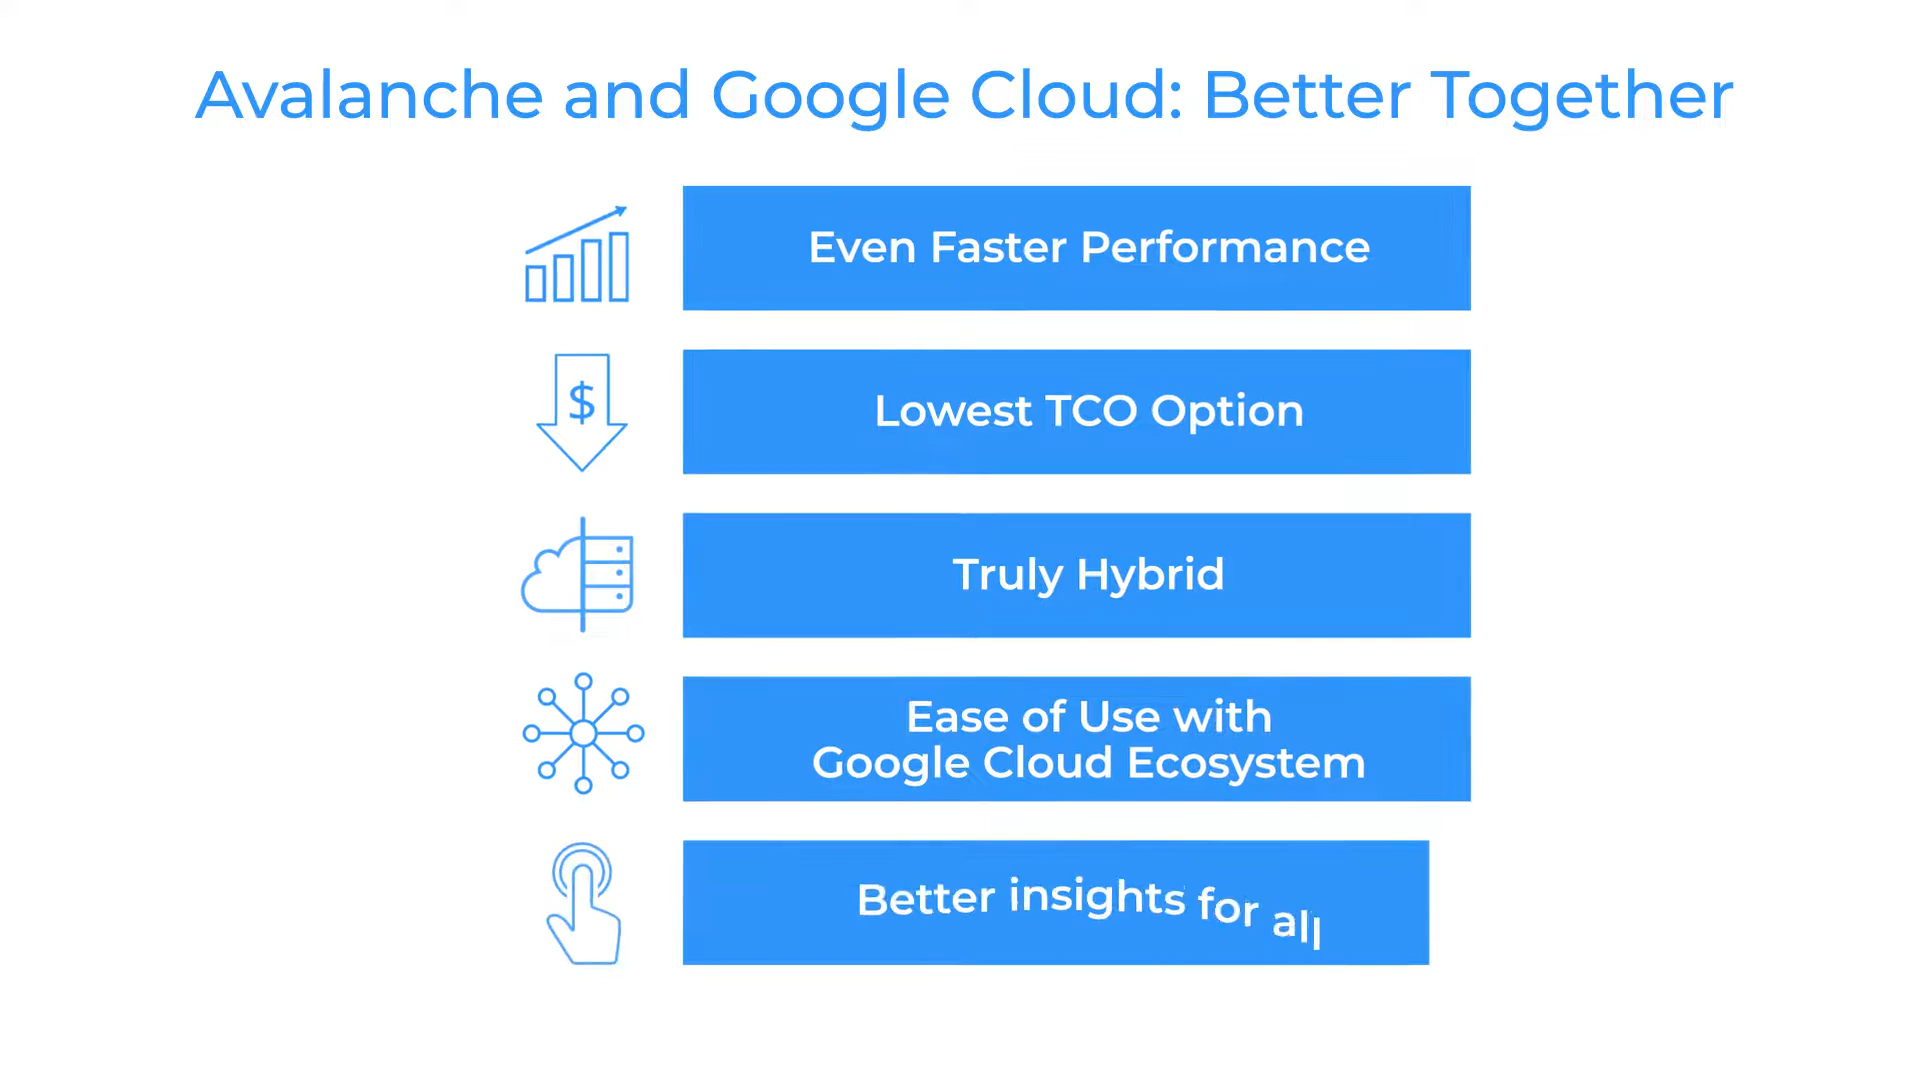 Avalanche and Google Cloud: Better Together
Even Faster Performance
$
Lowest TCO Option
Truly Hybrid
Ease of Use with
Google Cloud Ecosystem
Better insights for all